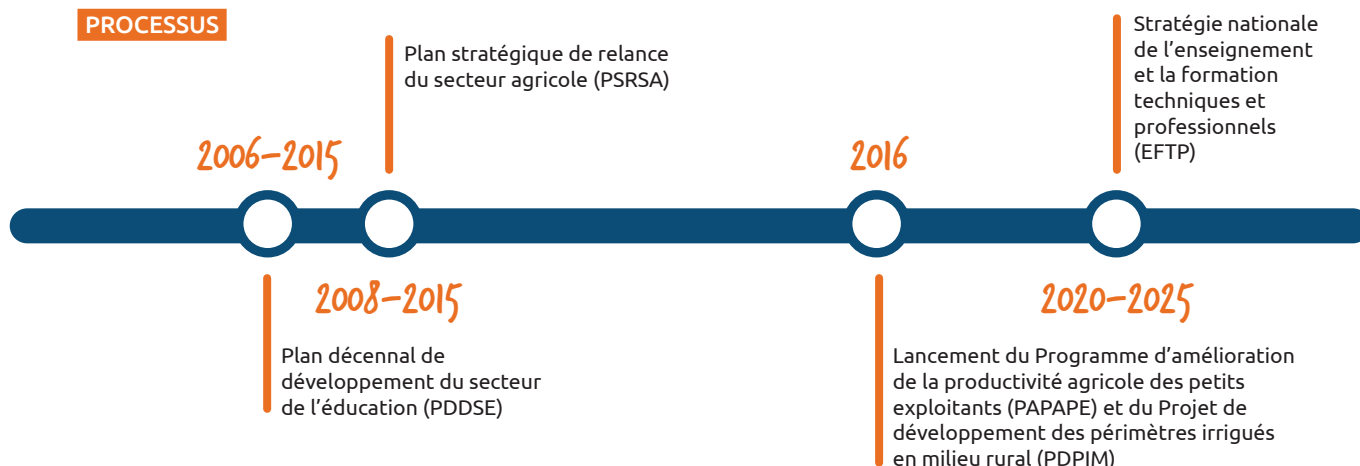 PROCESSUS
Plan stratégique de relance
du secteur agricole (PSRSA)
Stratégie nationale
de l'enseignement
et la formation
techniques et
professionnels
(EFTP)
2006–2015
2016
2008–2015
2020–2025
Plan décennal de
développement du secteur
de l'éducation (PDDSE)
Lancement du Programme d'amélioration
de la productivité agricole des petits
exploitants (PAPAPE) et du Projet de
développement des périmètres irrigués
en milieu rural (PDPIM)